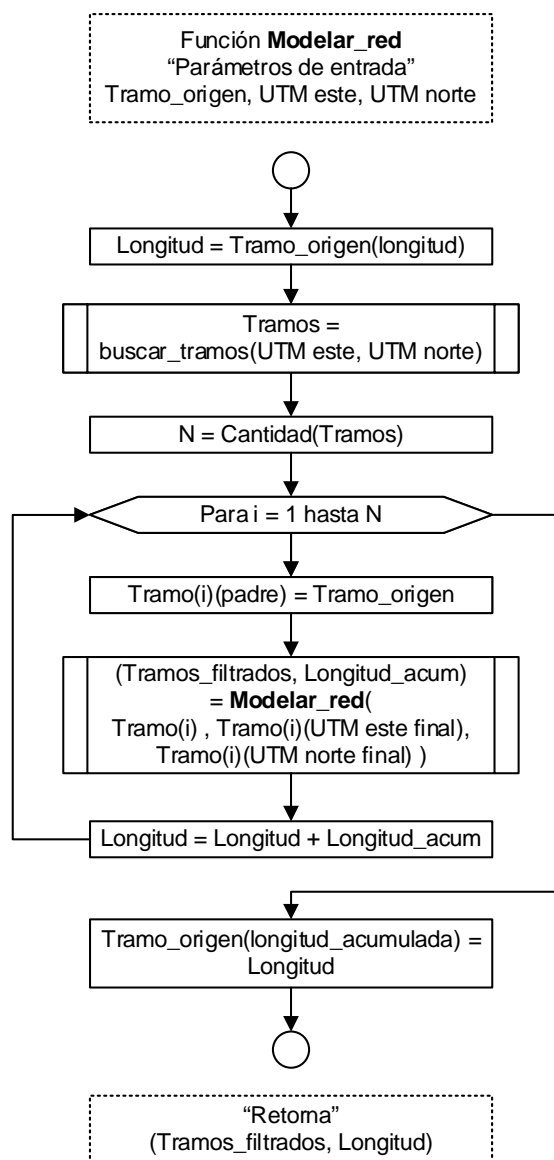 Función Modelar_red
“Parámetros de entrada”
Tramo_origen, UTM este, UTM norte
Longitud = Tramo_origen(longitud)
Tramos =
buscar_tramos(UTM este, UTM norte)
N = Cantidad(Tramos)
Para i = 1 hasta N
Tramo(i)(padre) = Tramo_origen
(Tramos_filtrados, Longitud_acum)
= Modelar_red(
Tramo(i) , Tramo(i)(UTM este final),
Tramo(i)(UTM norte final) )
Longitud = Longitud + Longitud_acum
Tramo_origen(longitud_acumulada) =
Longitud
“Retorna”
(Tramos_filtrados, Longitud)